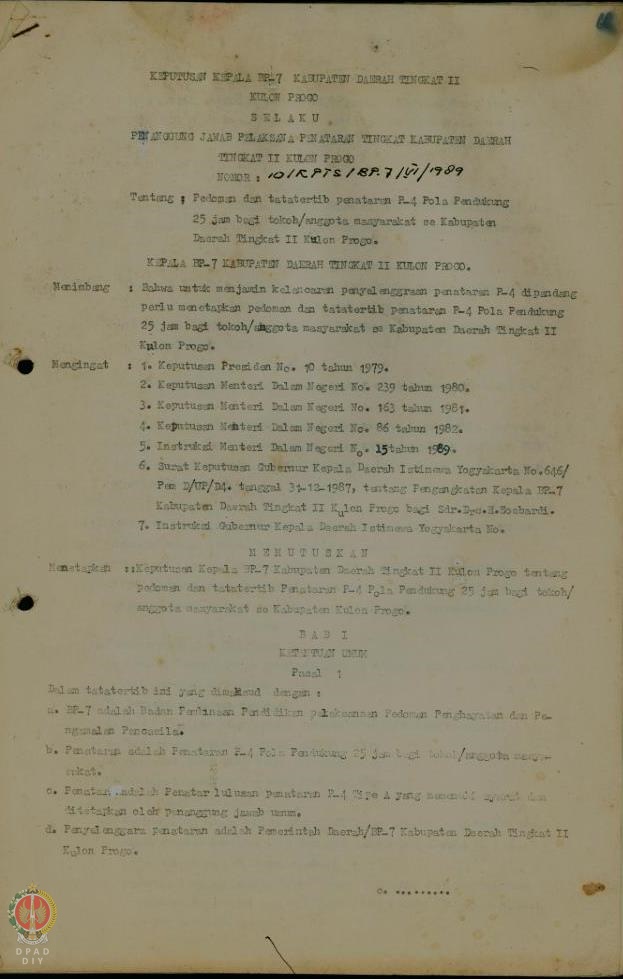 KEPUTUSAN KEPALA BP-7 KABUPATEN DAERAH TINGKAT II
KULON PROGO
S E L A K U
PENANGGUNG JAWAB PELAKSANA PENATARAN TINGKAT KABUPATEN DAERAH
TINGKAT II KULON PROGO
NOMOR : 10/KPTS/BP.7/VI/1989
Tentang : Pedoman dan tatatertib penataran P-4 Pola Pendukung
25 jam bagi tokoh/anggota masyarakat se Kabupaten
Daerah Tingkat II Kulon Progo.
KEPALA BP-7 KABUPATEN DAERAH TINGKAT II KULON PROGO.
Menimbang : Bahwa untuk menjamin kelancaran penyelenggraan penataran P-4 dipandang
perlu menetapkan pedoman dan tatatertib penataran P-4 Pola Pendukung
25 jam bagi tokoh/anggota masyarakat se Kabupaten Daerah Tingkat II
Kulon Progo.
Mengingat : 1. Keputusan Presiden No. 10 tahun 1979.
2. Keputusan Menteri Dalam Negeri No. 239 tahun 1980.
3. Keputusan Menteri Dalam Negeri No. 163 tahun 1981.
4. Keputusan Menteri Dalam Negeri No. 86 tahun 1982.
5. Instruksi Menteri Dalam Negeri No. 15 tahun 1989.
6. Surat Keputusan Gubernur Kepala Daerah Istimewa Yogyakarta No.646/
Pem D/UP/D4. tanggal 31-12-1987, tentang Pengangkatan Kepala BP-7
Kabupaten Daerah Tingkat II Kulon Progo bagi Sdr.Drs.H.Soebardi.
7. Instruksi Gubernur Kepala Daerah Istimewa Yogyakarta No.
M E M U T U S K A N
Menetapkan ::Keputusan Kepala BP-7 Kabupaten Daerah Tingkat II Kulon Progo tentang
pedoman dan tatatertib Penataran P-4 Pola Pendukung 25 jam bagi tokoh/
anggota masyarakat se Kabupaten Kulon Progo.
B A B I
KETENTUAN UMUM
Pasal 1
Dalam tatatertib ini yang dimaksud dengan :
a. BP-7 adalah Badan Pembinaan Pendidikan pelaksanaan Pedoman Penghayatan dan Pe-
ngamalan Pancasila.
b. Penataran adalah Penataran P-4 Pola Pendukung 25 jam bagi tokoh/anggota masya-
rakat.
c. Penatar adalah Penatar lulusan penataran P-4 Tipe A yang memenuhi syarat dan
ditetapkan oleh penanggung jawab umum.
d. Penyelenggara penataran adalah Pemerintah Daerah/BP-7 Kabupaten Daerah Tingkat II
Kulon Progo.
C. .........
DPAD
DIY